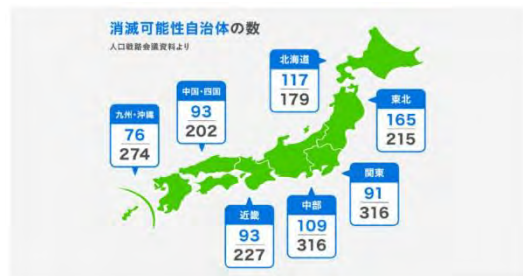 消滅可能性自治体の数
人口戦略会議資料より
北海道
117
179
中国・四国
93
202
東北
165
215
九州・沖縄
76
274
関東
91
316
中部
109
316
近畿
93
227